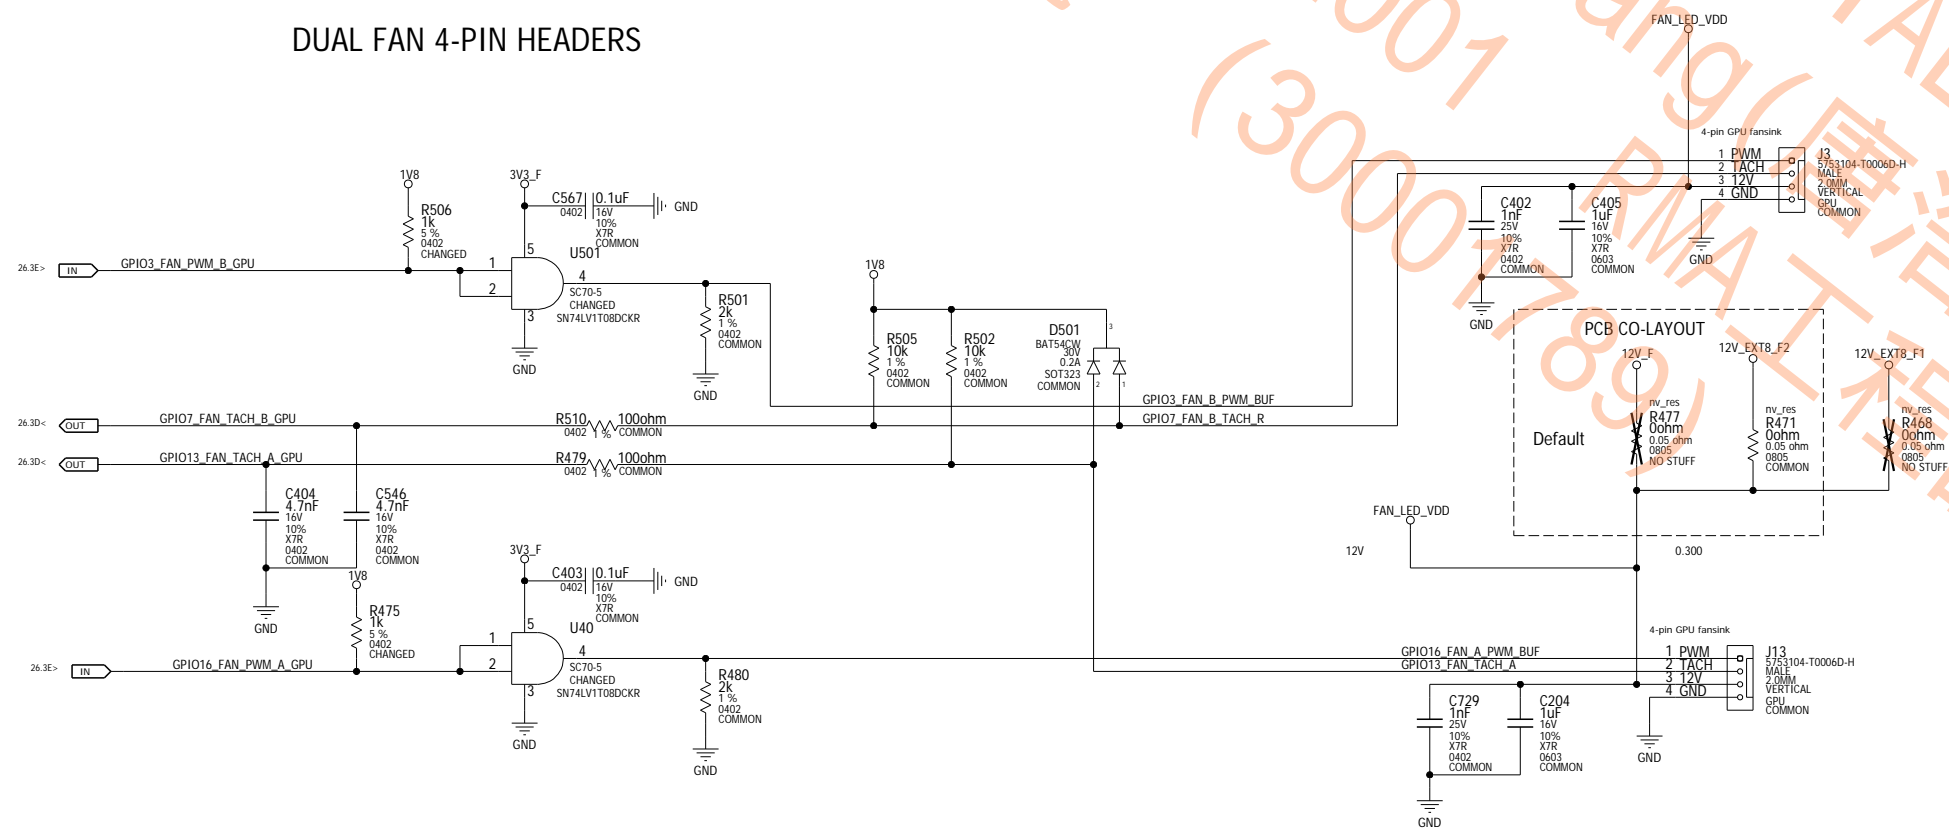 DUAL FAN 4-PIN HEADERS
FAN_LED_VDD
4-pin GPU fansink
1 PWM
2 TACH
3 12V
4 GND
J3
5753104-T0006D-H
MALE
2.0MM
VERTICAL
GPU
COMMON
GND
C402
1nF
25V
10%
X7R
0402
COMMON
C405
1uF
16V
10%
X7R
0603
COMMON
GND
1V8
R506
1k
5 %
0402
CHANGED
3V3_F
C567
0402
0.1uF
16V
10%
X7R
COMMON
GND
26.3E>
IN
GPIO3_FAN_PWM_B_GPU
1
2
5
3
4
U501
SC70-5
CHANGED
SN74LV1T08DCKR
GND
R501
2k
1 %
0402
COMMON
GND
1V8
R505
10k
1 %
0402
COMMON
R502
10k
1 %
0402
COMMON
D501
BAT54CW
30V
0.2A
SOT323
COMMON
3
2
1
GPIO3_FAN_B_PWM_BUF
GPIO7_FAN_B_TACH_R
PCB CO-LAYOUT
12V_F
12V_EXT8_F2
12V_EXT8_F1
Default
nv_res
R477
0ohm
0.05 ohm
0805
NO STUFF
nv_res
R471
0ohm
0.05 ohm
0805
COMMON
nv_res
R468
0ohm
0.05 ohm
0805
NO STUFF
26.3D<
OUT
GPIO7_FAN_TACH_B_GPU
R510
0402
1 %
100ohm
COMMON
26.3D<
OUT
GPIO13_FAN_TACH_A_GPU
R479
0402
1 %
100ohm
COMMON
C404
4.7nF
16V
10%
X7R
0402
COMMON
C546
4.7nF
16V
10%
X7R
0402
COMMON
GND
FAN_LED_VDD
12V
0.300
1V8
R475
1k
5 %
0402
CHANGED
3V3_F
C403
0402
0.1uF
16V
10%
X7R
COMMON
GND
26.3E>
IN
GPIO16_FAN_PWM_A_GPU
1
2
5
3
4
U40
SC70-5
CHANGED
SN74LV1T08DCKR
GND
R480
2k
1 %
0402
COMMON
GND
GPIO16_FAN_A_PWM_BUF
GPIO13_FAN_TACH_A
4-pin GPU fansink
1 PWM
2 TACH
3 12V
4 GND
J13
5753104-T0006D-H
MALE
2.0MM
VERTICAL
GPU
COMMON
GND
C729
1nF
25V
10%
X7R
0402
COMMON
C204
1uF
16V
10%
X7R
0603
COMMON
GND
(30001789)
RMA工程